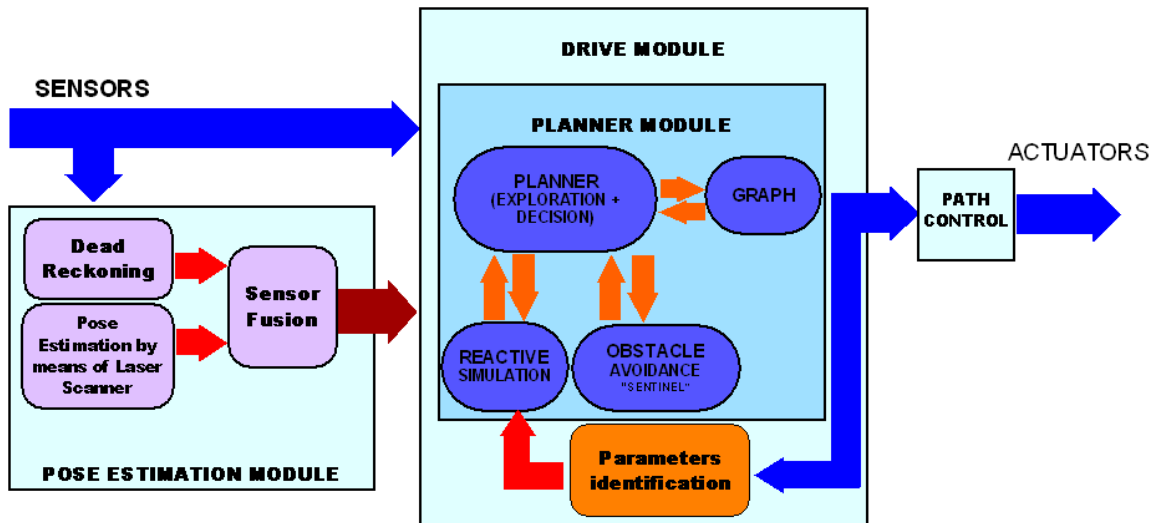 SENSORS
DRIVE MODULE
PLANNER MODULE
PLANNER
(EXPLORATION +
DECISION)
GRAPH
ACTUATORS
PATH
CONTROL
Dead
Reckoning
Sensor
Fusion
Pose
Estimation by
means of Laser
Scanner
REACTIVE
SIMULATION
OBSTACLE
AVOIDANCE
"SENTINEL"
Parameters
identification
POSE ESTIMATION MODULE